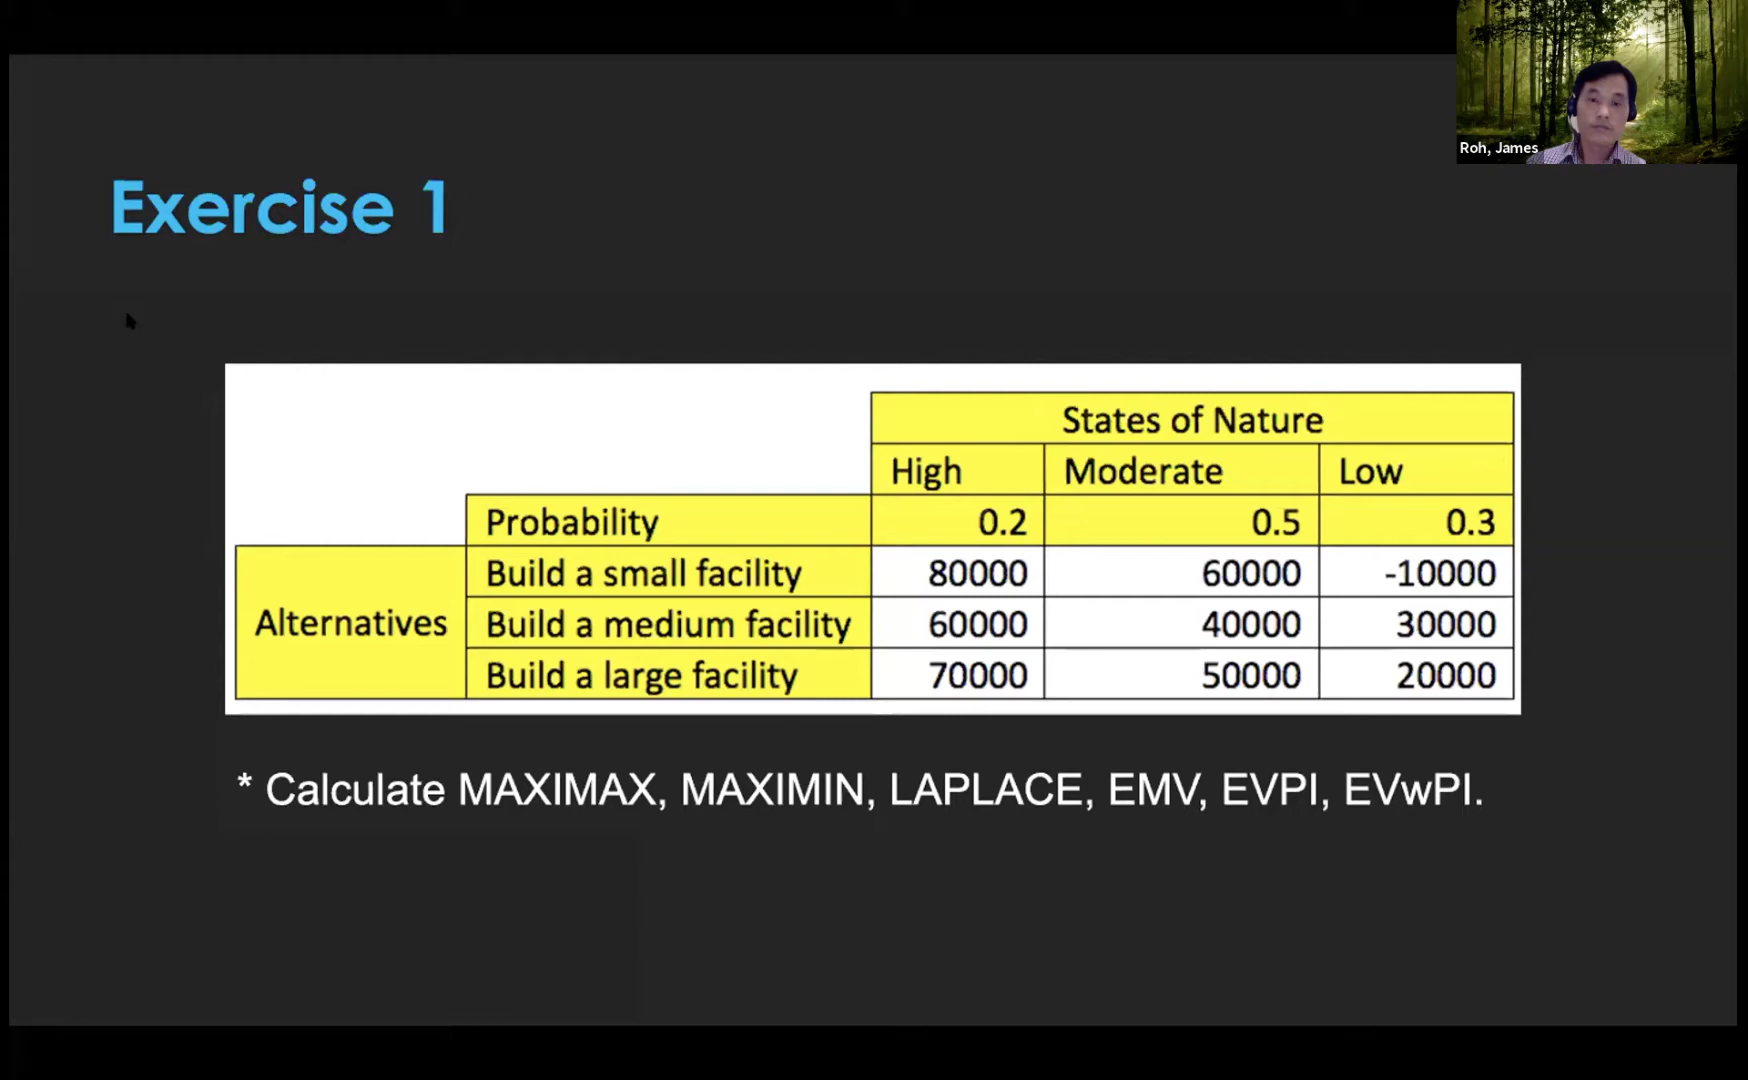 Roh, James
Exercise 1
States of Nature
High Moderate Low
Probability 0.2 0.5 0.3
Build a small facility 80000 60000 -10000
Alternatives Build a medium facility 60000 40000 30000
Build a large facility 70000 50000 20000
* Calculate MAXIMAX, MAXIMIN, LAPLACE, EMV, EVPI, EVwPI.